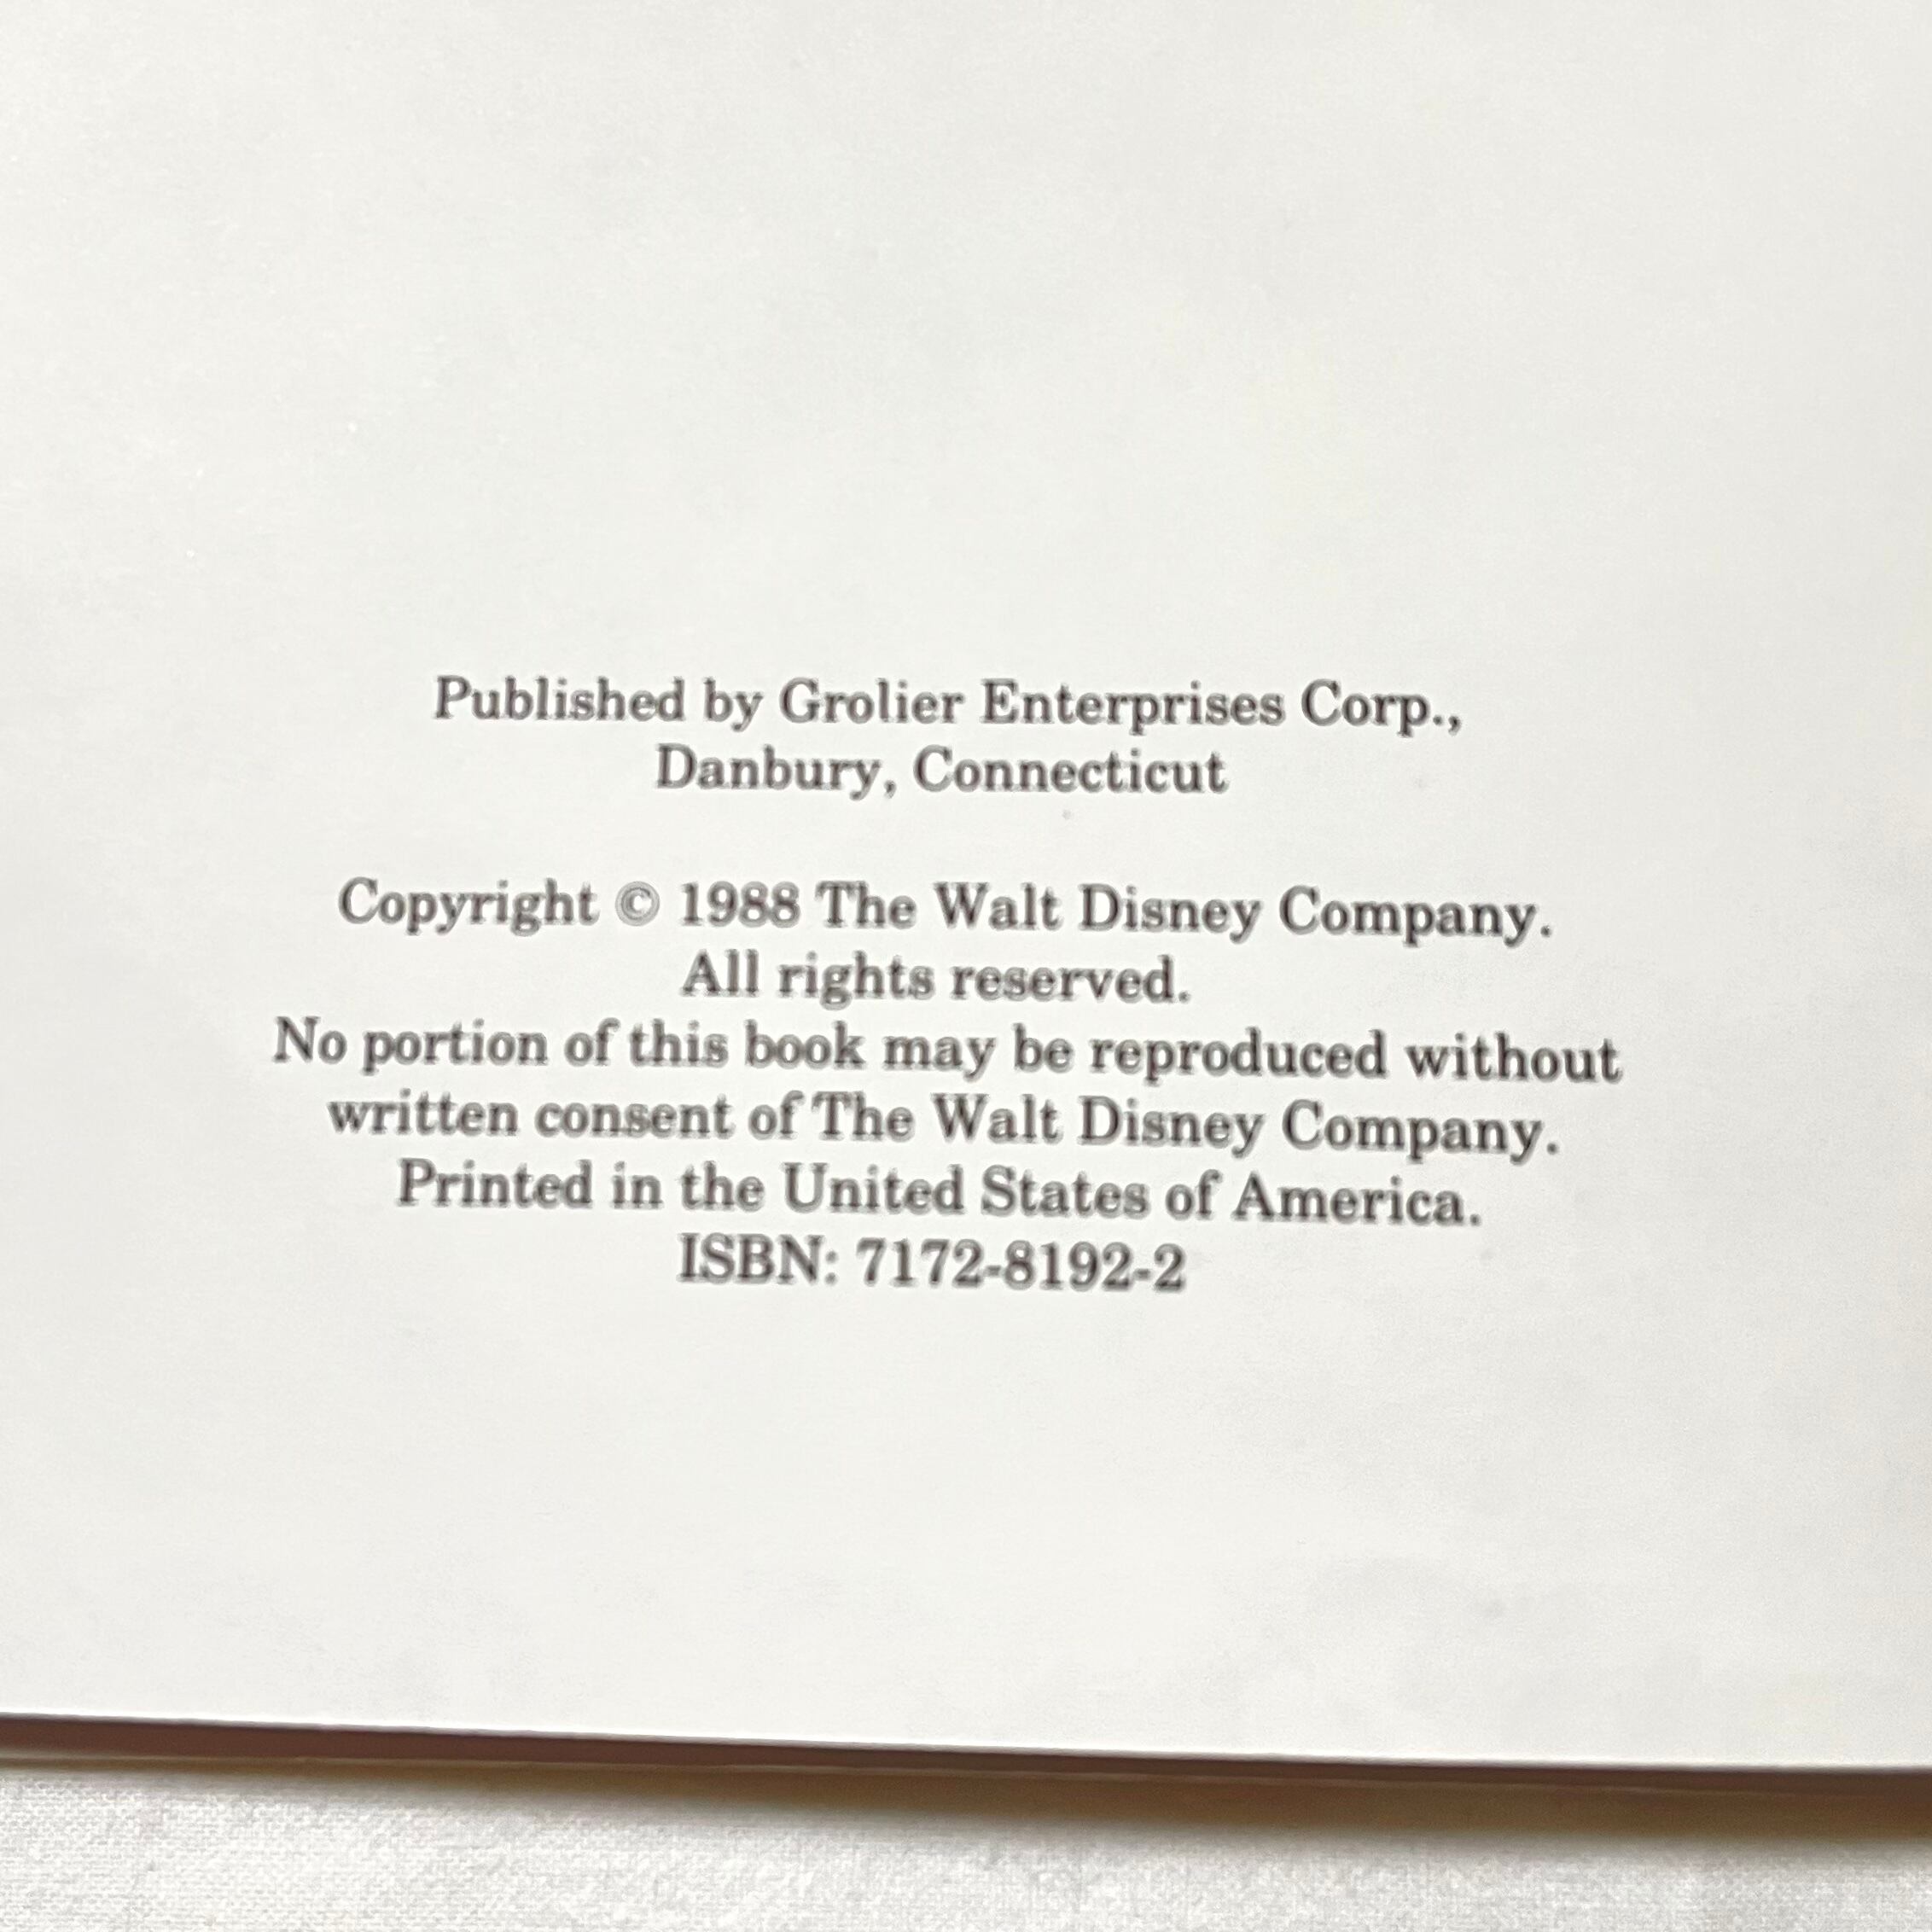 Published by Grolier Enterprises Corp.,
Danbury, Connecticut
Copyright © 1988 The Walt Disney Company.
All rights reserved.
No portion of this book may be reproduced without
written consent of The Walt Disney Company.
Printed in the United States of America.
ISBN: 7172-8192-2